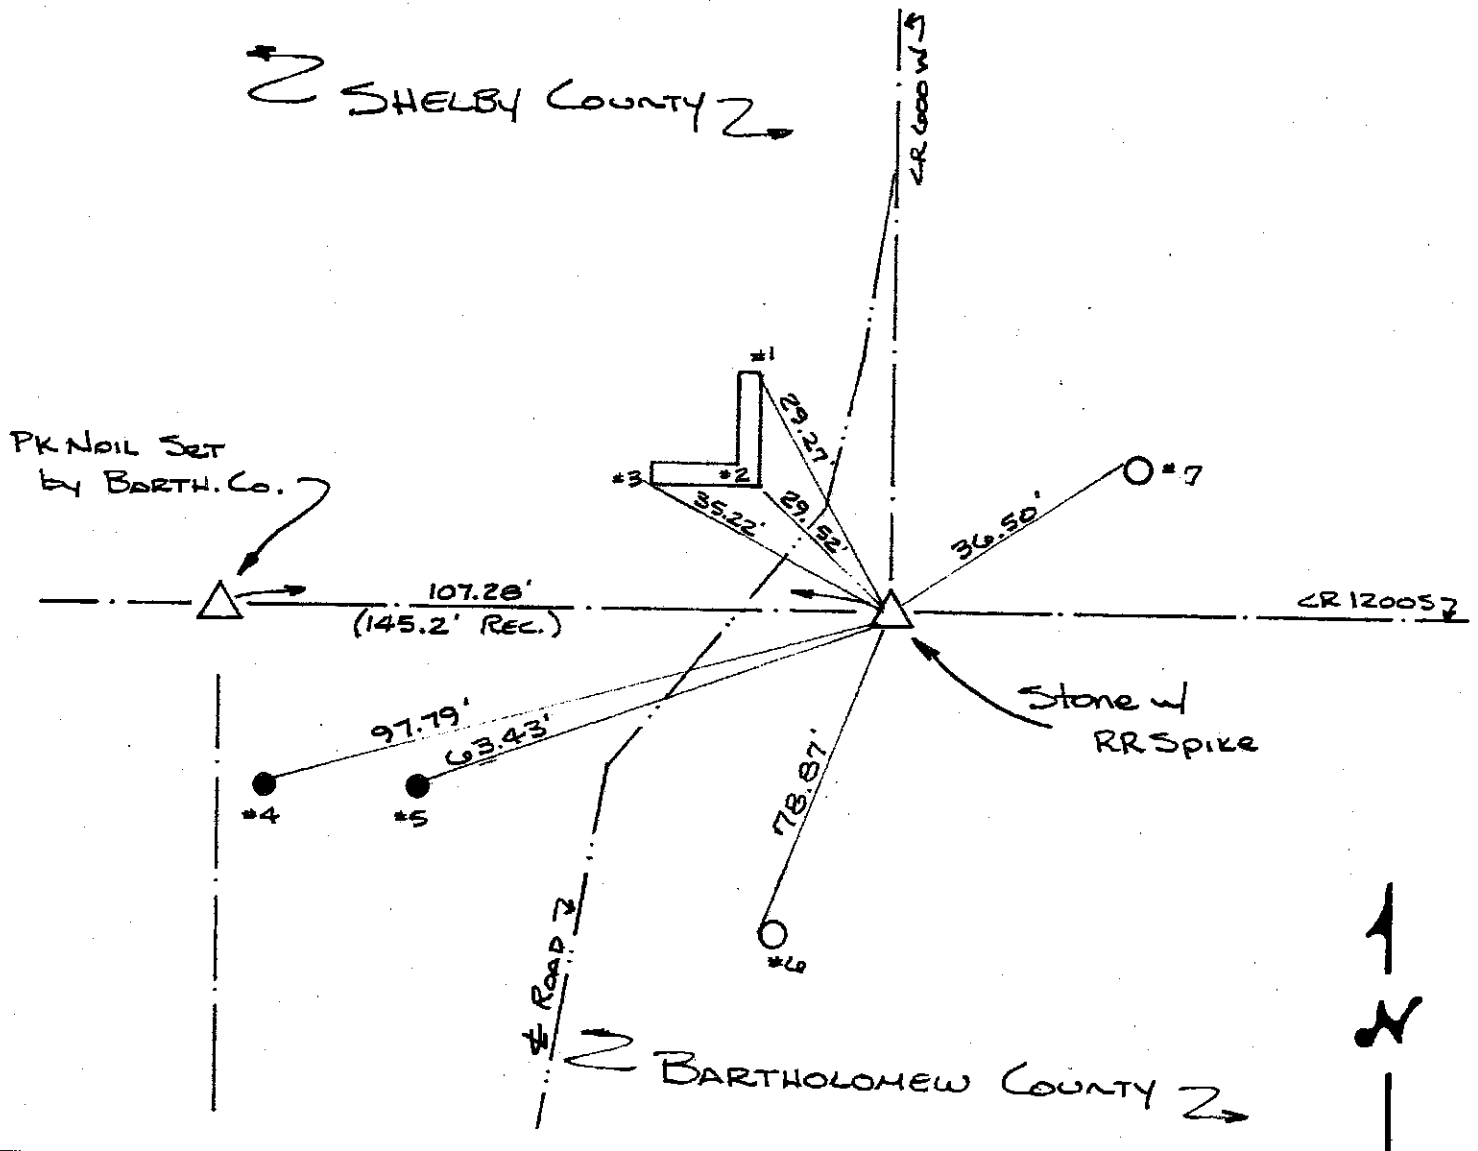 SHELBY COUNTY
CR 600 W
#1
29.27'
PK NAIL SET
by BARTH. CO.
#3
#2
35.22'
29.52'
#7
36.50'
107.28'
(145.2' REC.)
CR 1200 S
97.79'
63.43'
Stone w/
RR Spike
78.87'
#4
#5
#6
℄ ROAD
BARTHOLOMEW COUNTY
N